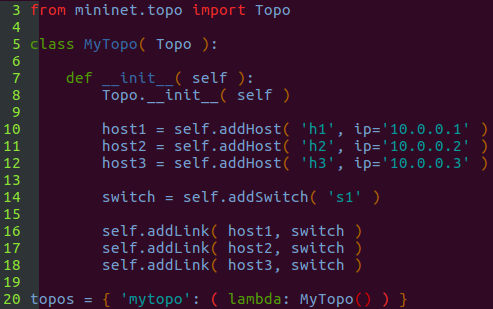 3 from mininet.topo import Topo
4
5 class MyTopo( Topo ):
6
7     def __init__( self ):
8         Topo.__init__( self )
9
10         host1 = self.addHost( 'h1', ip='10.0.0.1' )
11         host2 = self.addHost( 'h2', ip='10.0.0.2' )
12         host3 = self.addHost( 'h3', ip='10.0.0.3' )
13
14         switch = self.addSwitch( 's1' )
15
16         self.addLink( host1, switch )
17         self.addLink( host2, switch )
18         self.addLink( host3, switch )
19
20 topos = { 'mytopo': ( lambda: MyTopo() ) }